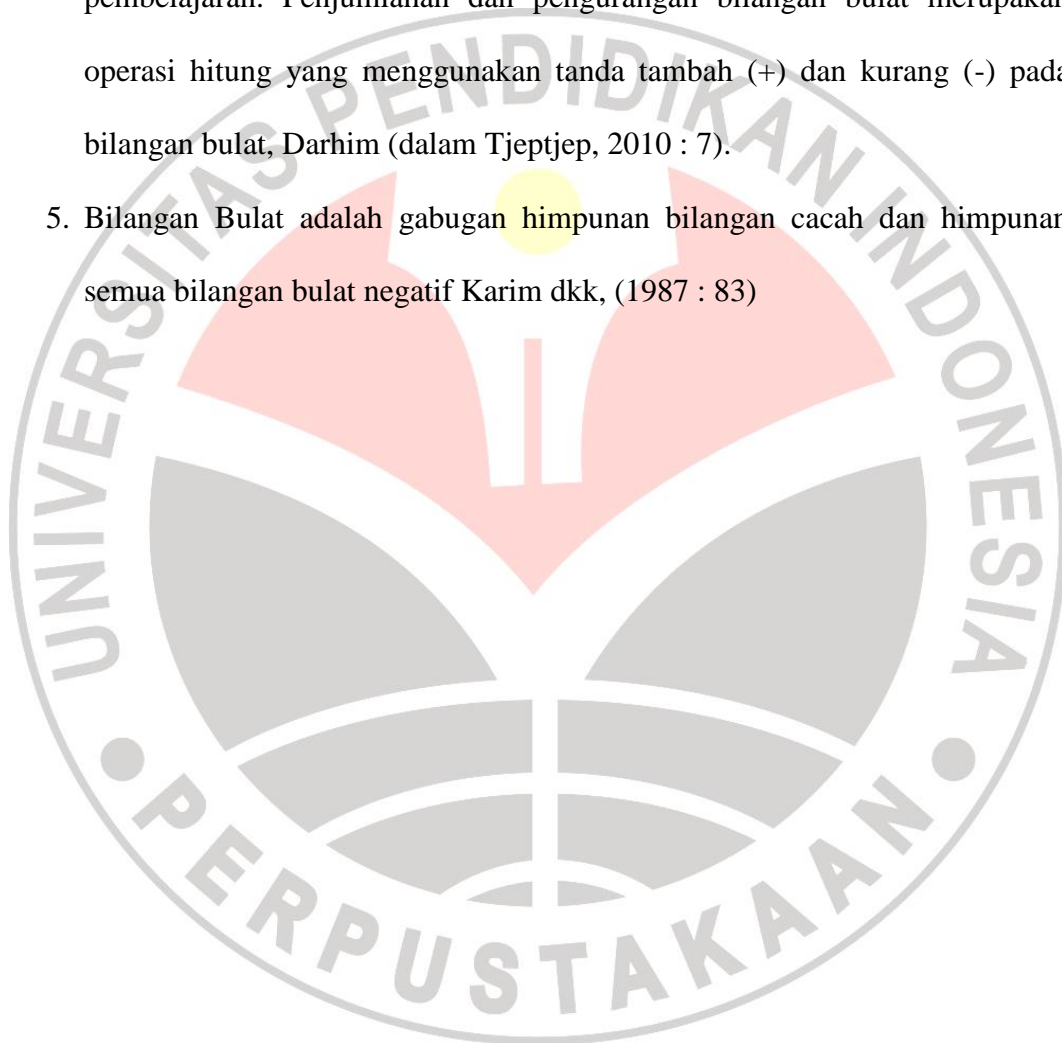 pembelajaran. Penjumlahan dan pengurangan bilangan bulat merupakan
operasi hitung yang menggunakan tanda tambah (+) dan kurang (-) pada
bilangan bulat, Darhim (dalam Tjeptjep, 2010 : 7).
5. Bilangan Bulat adalah gabugan himpunan bilangan cacah dan himpunan
semua bilangan bulat negatif Karim dkk, (1987 : 83)
UNIVERSITAS PENDIDIKAN INDONESIA
PERPUSTAKAAN